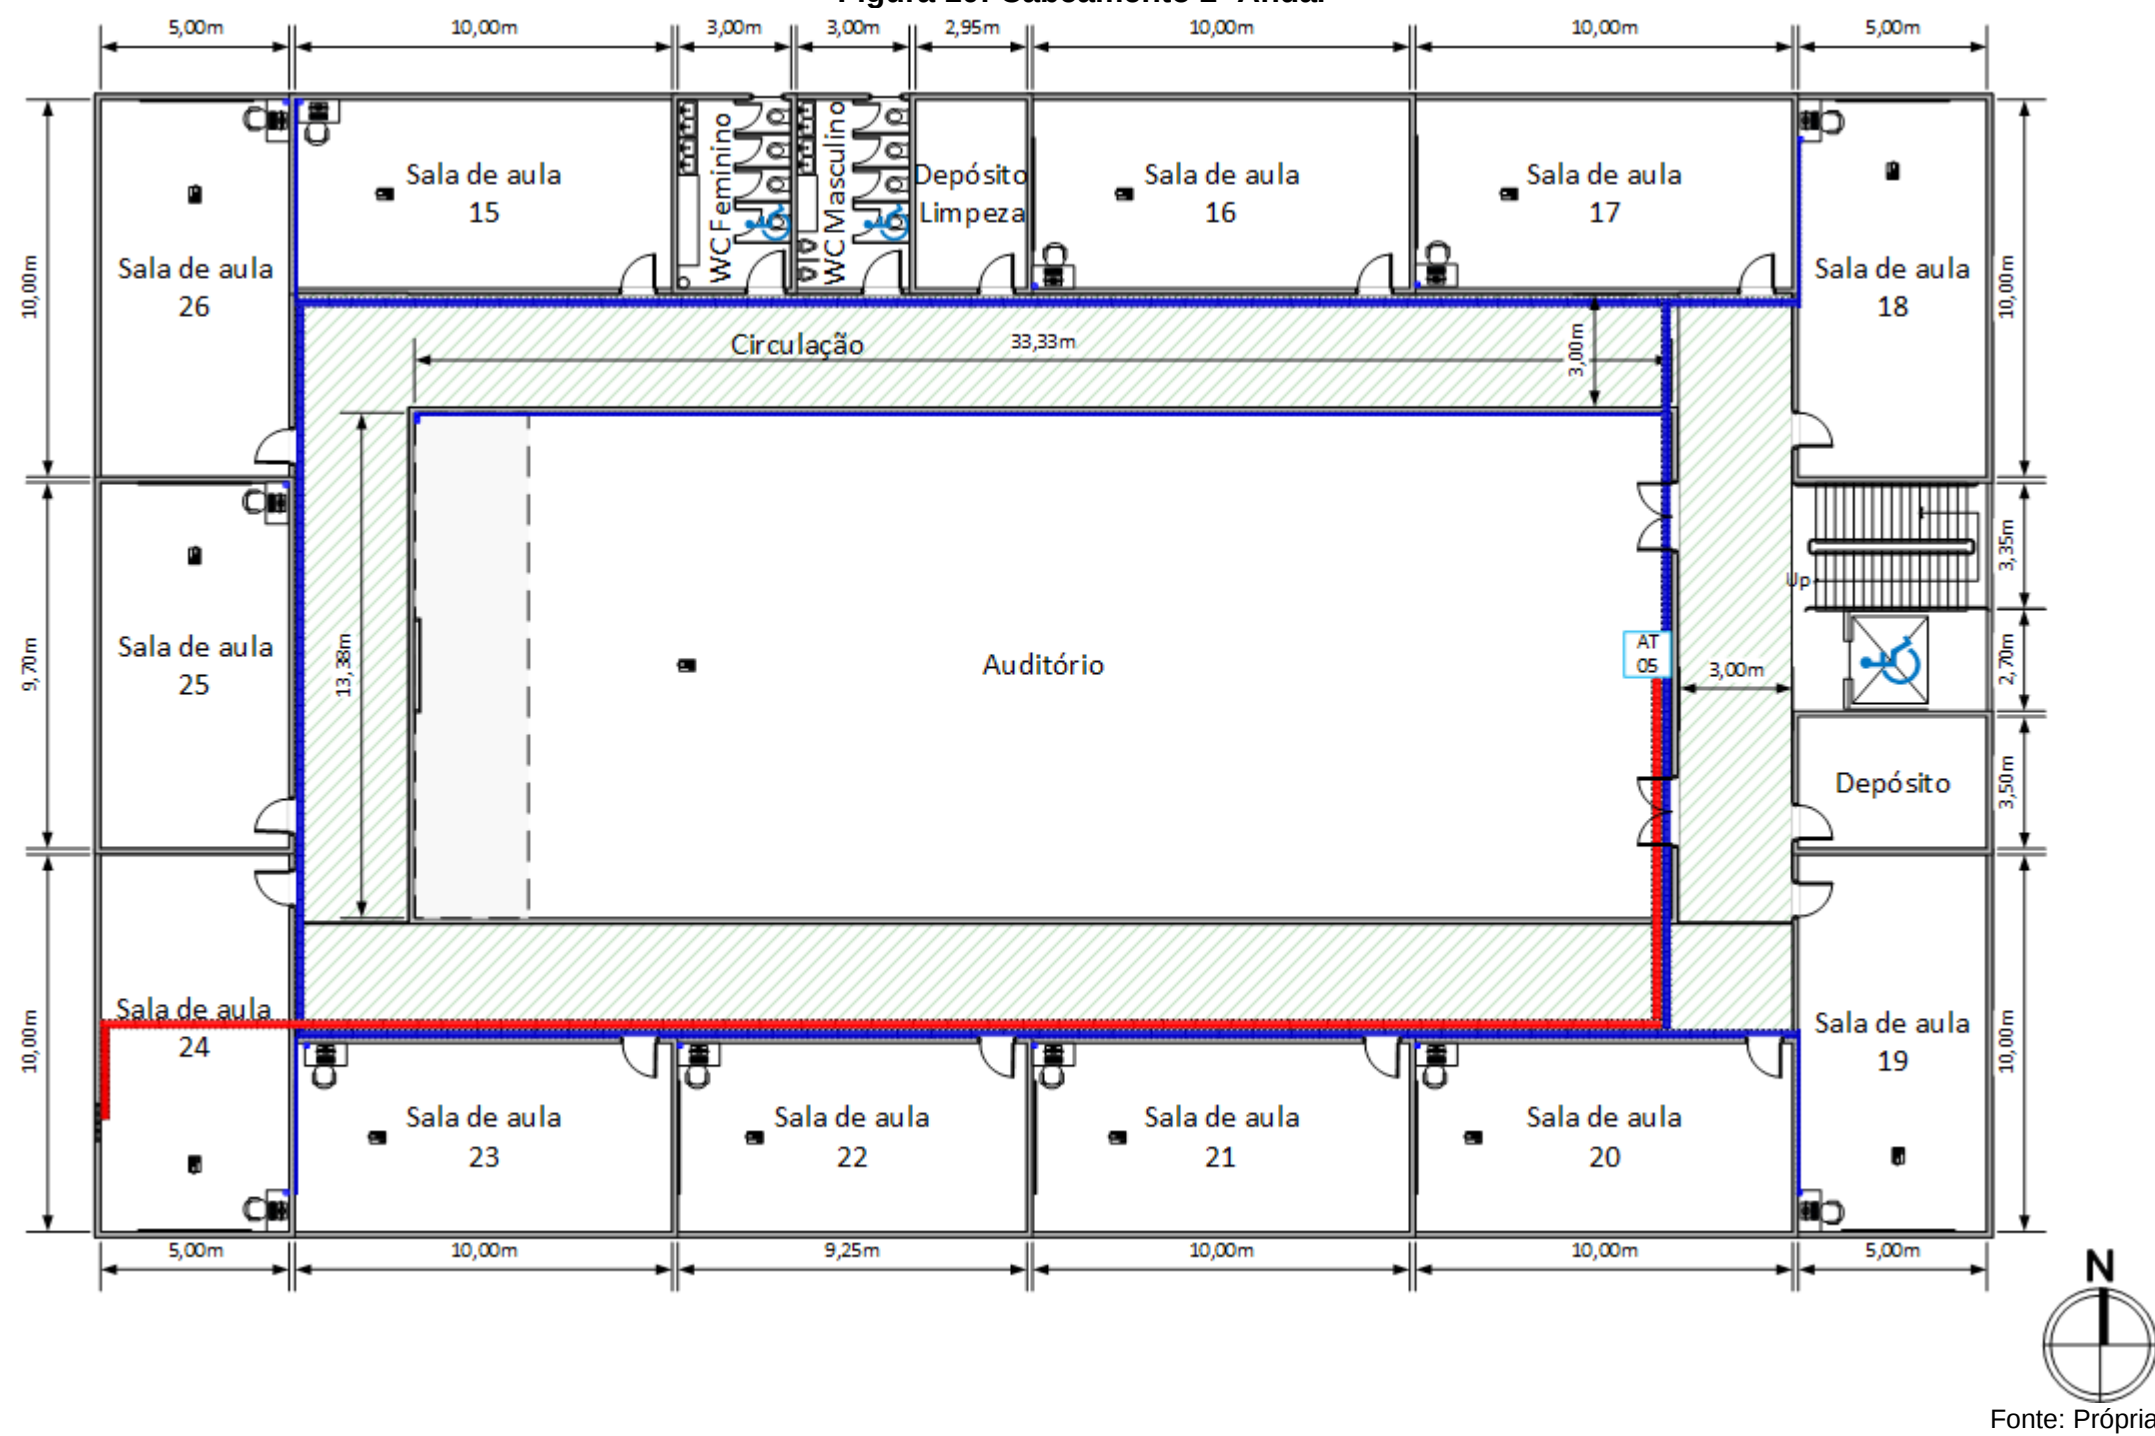 5,00m 10,00m 3,00m 3,00m 2,95m 10,00m 10,00m 5,00m
WC Feminino
WC Masculino
Sala de aula
15
Depósito
Limpeza
Sala de aula
16
Sala de aula
17
10,00m
Sala de aula
26
Sala de aula
18
10,00m
Circulação
33,33m
3,00m
3,35m
Up
9,70m
Sala de aula
25
13,38m
Auditório
AT
05
3,00m
2,70m
Depósito
3,50m
10,00m
Sala de aula
24
Sala de aula
19
10,00m
Sala de aula
23
Sala de aula
22
Sala de aula
21
Sala de aula
20
5,00m 10,00m 9,25m 10,00m 10,00m 5,00m
N
Fonte: Própria